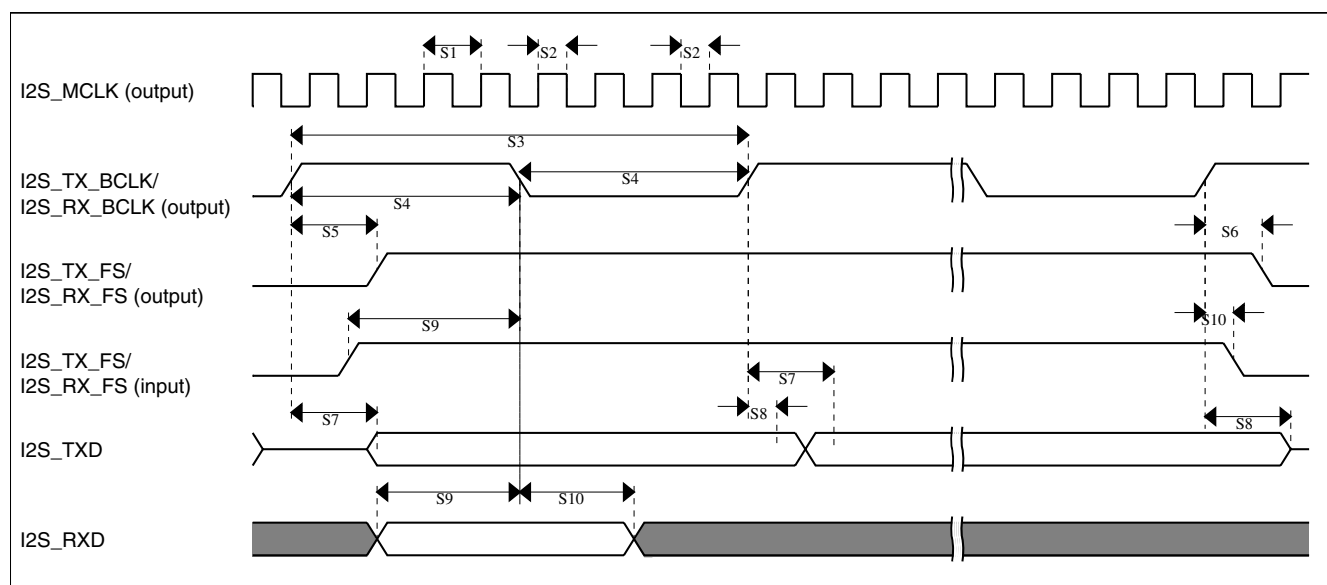 S1
S2
S2
I2S_MCLK (output)
S3
I2S_TX_BCLK/
I2S_RX_BCLK (output)
S4
S4
S5
S6
I2S_TX_FS/
I2S_RX_FS (output)
S9
S10
I2S_TX_FS/
I2S_RX_FS (input)
S7
S7
S8
S8
I2S_TXD
S9
S10
I2S_RXD